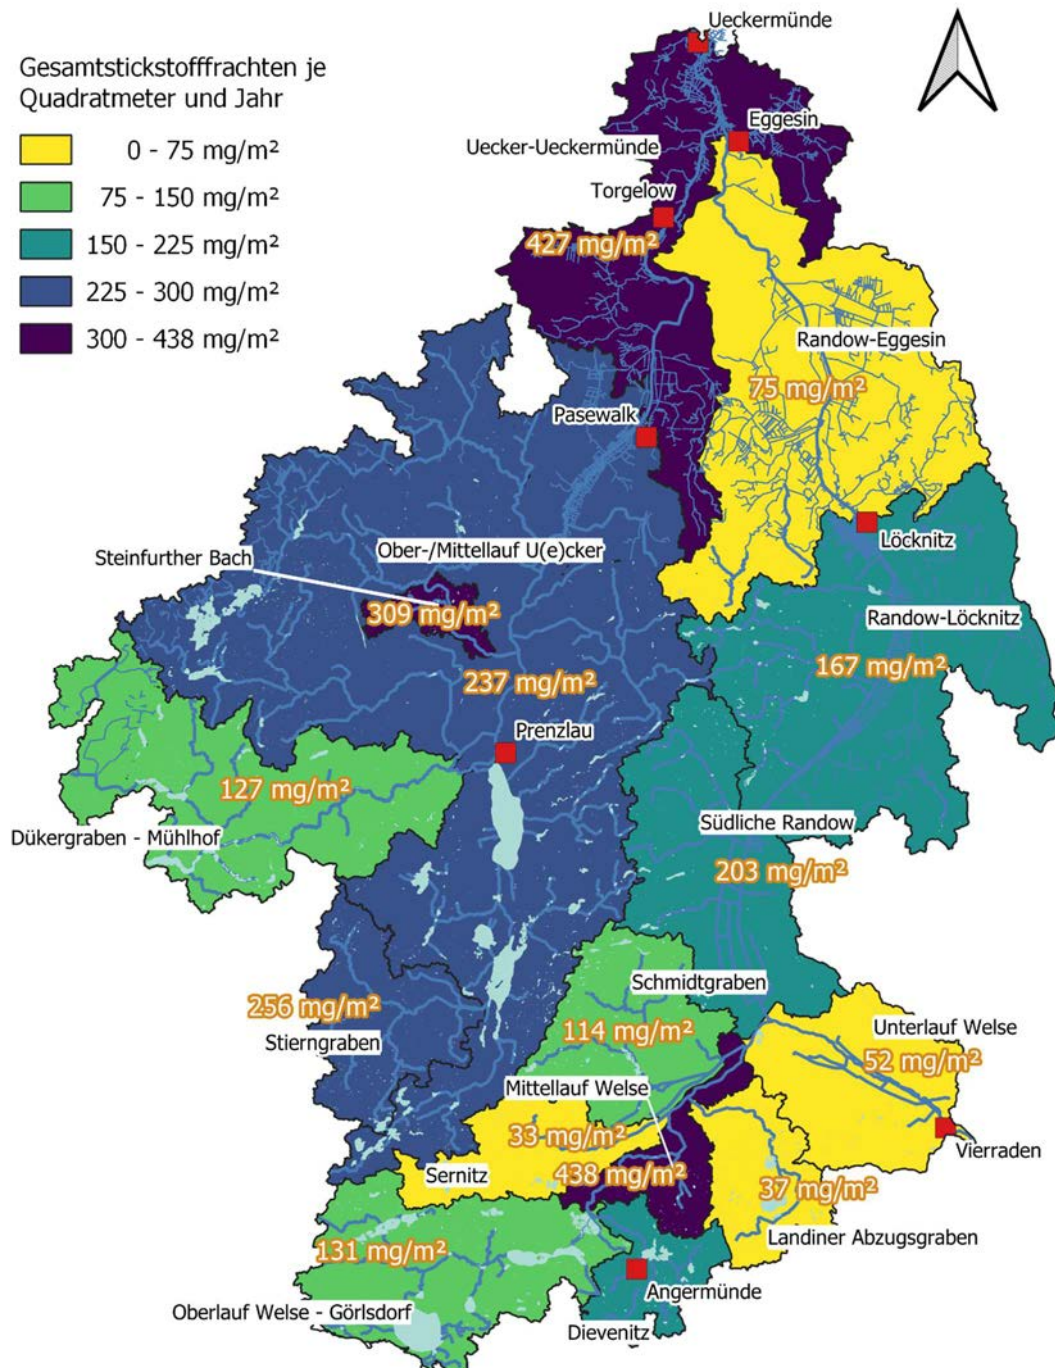 Gesamtstickstofffrachten je
Quadratmeter und Jahr
0 - 75 mg/m²
75 - 150 mg/m²
150 - 225 mg/m²
225 - 300 mg/m²
300 - 438 mg/m²
Ueckermünde
Eggesin
Uecker-Ueckermünde
Torgelow
427 mg/m²
Randow-Eggesin
75 mg/m²
Pasewalk
Löcknitz
Ober-/Mittellauf U(e)cker
Steinfurther Bach
309 mg/m²
Randow-Löcknitz
167 mg/m²
237 mg/m²
Prenzlau
127 mg/m²
Dükergraben - Mühlhof
Südliche Randow
203 mg/m²
Schmidtgraben
256 mg/m²
Stierngraben
114 mg/m²
Unterlauf Welse
52 mg/m²
Mittellauf Welse
33 mg/m²
Vierraden
Sernitz
438 mg/m²
37 mg/m²
Landiner Abzugsgraben
131 mg/m²
Angermünde
Oberlauf Welse - Görlsdorf
Dievenitz